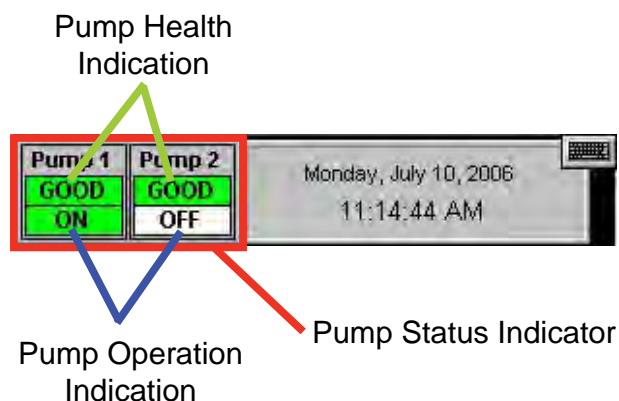 Pump Health
Indication
Pump 1 Pump 2
GOOD GOOD
ON OFF
Monday, July 10, 2006
11:14:44 AM
Pump Status Indicator
Pump Operation
Indication